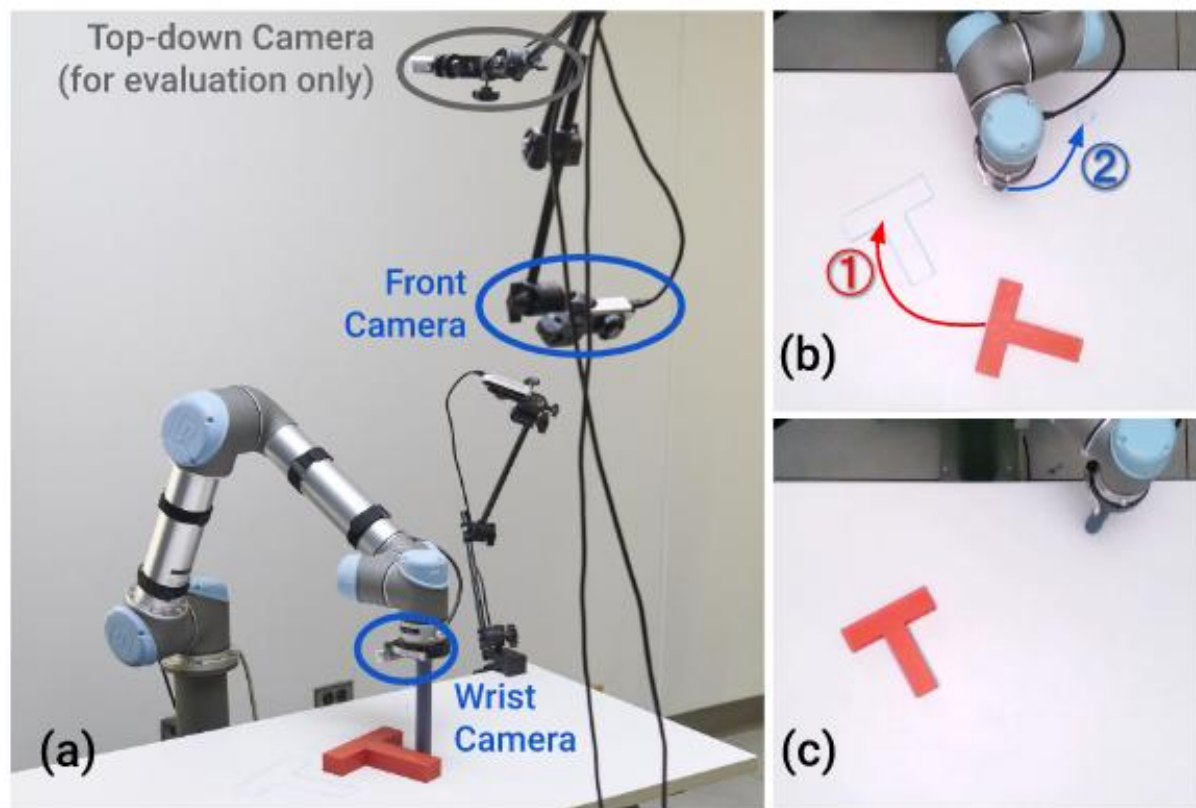 Top-down Camera
(for evaluation only)
Front
Camera
Wrist
Camera
(a)
①
②
(b)
(c)